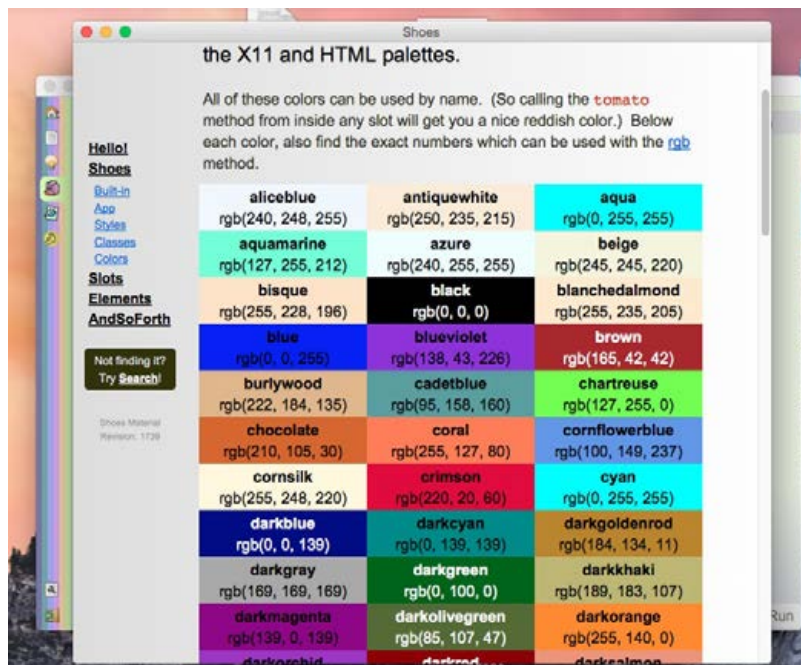 Shoes
the X11 and HTML palettes.
All of these colors can be used by name. (So calling the tomato
method from inside any slot will get you a nice reddish color.) Below
each color, also find the exact numbers which can be used with the rgb
method.
Hello!
Shoes
Built-in
App
Styles
Classes
Colors
Slots
Elements
AndSoForth
Not finding it?
Try Search!
Shoes Material
Revision: 1739
aliceblue antiquewhite aqua
rgb(240, 248, 255) rgb(250, 235, 215) rgb(0, 255, 255)
aquamarine azure beige
rgb(127, 255, 212) rgb(240, 255, 255) rgb(245, 245, 220)
bisque black blanchedalmond
rgb(255, 228, 196) rgb(0, 0, 0) rgb(255, 235, 205)
blue blueviolet brown
rgb(0, 0, 255) rgb(138, 43, 226) rgb(165, 42, 42)
burlywood cadetblue chartreuse
rgb(222, 184, 135) rgb(95, 158, 160) rgb(127, 255, 0)
chocolate coral cornflowerblue
rgb(210, 105, 30) rgb(255, 127, 80) rgb(100, 149, 237)
cornsilk crimson cyan
rgb(255, 248, 220) rgb(220, 20, 60) rgb(0, 255, 255)
darkblue darkcyan darkgoldenrod
rgb(0, 0, 139) rgb(0, 139, 139) rgb(184, 134, 11)
darkgray darkgreen darkkhaki
rgb(169, 169, 169) rgb(0, 100, 0) rgb(189, 183, 107)
darkmagenta darkolivegreen darkorange
rgb(139, 0, 139) rgb(85, 107, 47) rgb(255, 140, 0)
darkorchid darkred darksalmon
Run